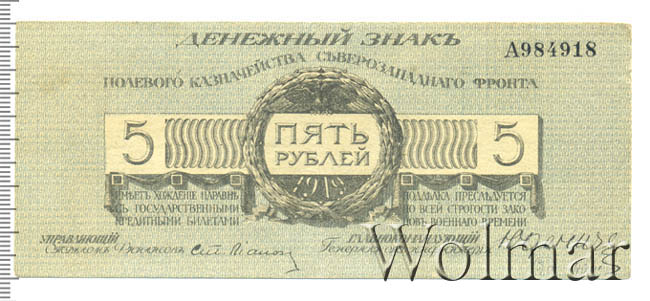 ДЕНЕЖНЫЙ ЗНАКЪ
А984918
ПОЛЕВОГО КАЗНАЧЕЙСТВА СѢВЕРОЗАПАДНАГО ФРОНТА
5 ПЯТЬ 5
РУБЛЕЙ
1919
ИМѢЕТЪ ХОЖДЕНІЕ НАРАВНѢ
СЪ ГОСУДАРСТВЕННЫМИ
КРЕДИТНЫМИ БИЛЕТАМИ
ПОДДѢЛКА ПРЕСЛѢДУЕТСЯ
ПО ВСЕЙ СТРОГОСТИ ЗАКО
НОВЪ ВОЕННАГО ВРЕМЕНИ
УПРАВЛЯЮЩІЙ
ГЛАВНОКОМАНДУЮЩІЙ
Wolmar